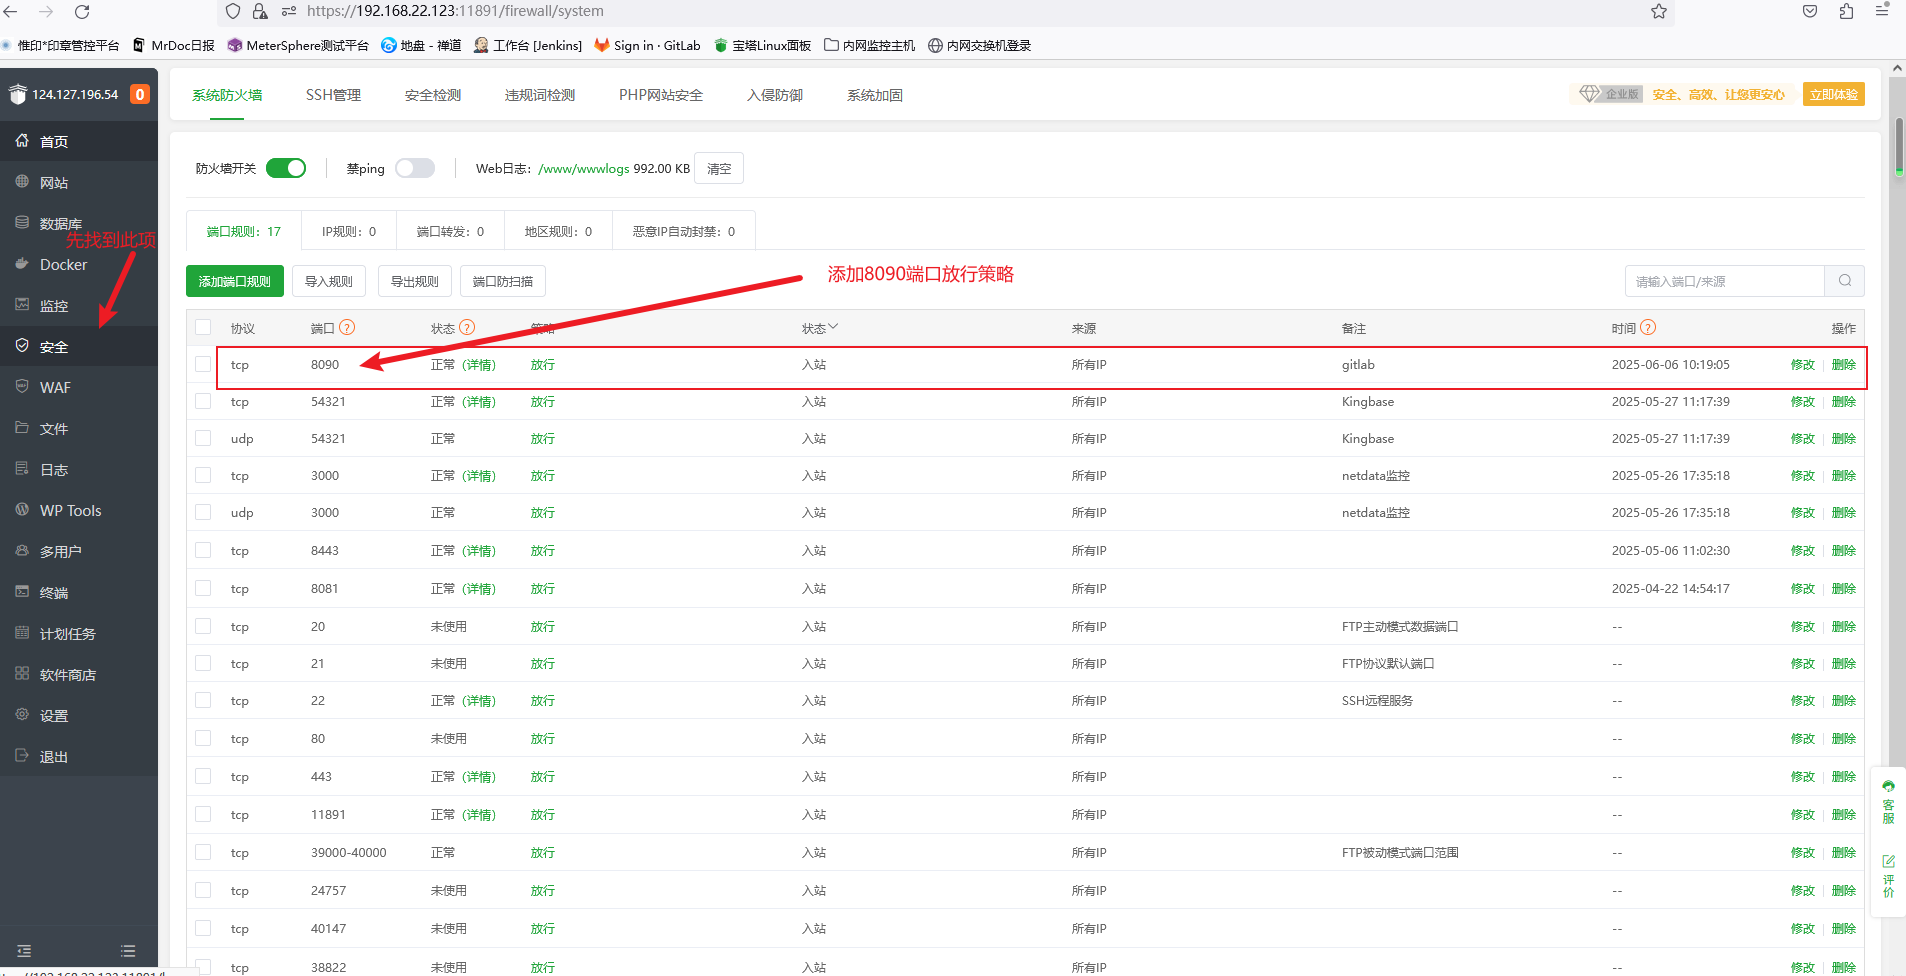 https://192.168.22.123:11891/firewall/system
惟印*印章管控平台 MrDoc日报 MeterSphere测试平台 地盘 - 禅道 工作台 [Jenkins] Sign in · GitLab 宝塔Linux面板 内网监控主机 内网交换机登录
124.127.196.54 0
首页
网站
数据库
先找到此项
Docker
监控
安全
WAF
文件
日志
WP Tools
多用户
终端
计划任务
软件商店
设置
退出
系统防火墙 SSH管理 安全检测 违规词检测 PHP网站安全 入侵防御 系统加固
企业版 安全、高效、让您更安心 立即体验
防火墙开关 禁ping Web日志: /www/wwwlogs 992.00 KB 清空
端口规则: 17 IP规则: 0 端口转发: 0 地区规则: 0 恶意IP自动封禁: 0
添加端口规则 导入规则 导出规则 端口防扫描 请输入端口/来源
添加8090端口放行策略
协议 端口 ? 状态 ? 策略 状态 来源 备注 时间 ? 操作
tcp 8090 正常 (详情) 放行 入站 所有IP gitlab 2025-06-06 10:19:05 修改 删除
tcp 54321 正常 (详情) 放行 入站 所有IP Kingbase 2025-05-27 11:17:39 修改 删除
udp 54321 正常 放行 入站 所有IP Kingbase 2025-05-27 11:17:39 修改 删除
tcp 3000 正常 (详情) 放行 入站 所有IP netdata监控 2025-05-26 17:35:18 修改 删除
udp 3000 正常 放行 入站 所有IP netdata监控 2025-05-26 17:35:18 修改 删除
tcp 8443 正常 (详情) 放行 入站 所有IP 2025-05-06 11:02:30 修改 删除
tcp 8081 正常 (详情) 放行 入站 所有IP 2025-04-22 14:54:17 修改 删除
tcp 20 未使用 放行 入站 所有IP FTP主动模式数据端口 -- 修改 删除
tcp 21 未使用 放行 入站 所有IP FTP协议默认端口 -- 修改 删除
tcp 22 正常 (详情) 放行 入站 所有IP SSH远程服务 -- 修改 删除
tcp 80 未使用 放行 入站 所有IP -- 修改 删除
tcp 443 正常 (详情) 放行 入站 所有IP -- 修改 删除
tcp 11891 正常 (详情) 放行 入站 所有IP -- 修改 删除
tcp 39000-40000 正常 放行 入站 所有IP FTP被动模式端口范围 -- 修改 删除
tcp 24757 未使用 放行 入站 所有IP -- 修改 删除
tcp 40147 未使用 放行 入站 所有IP -- 修改 删除
tcp 38822 未使用 放行 入站 所有IP -- 修改 删除
客服
评价